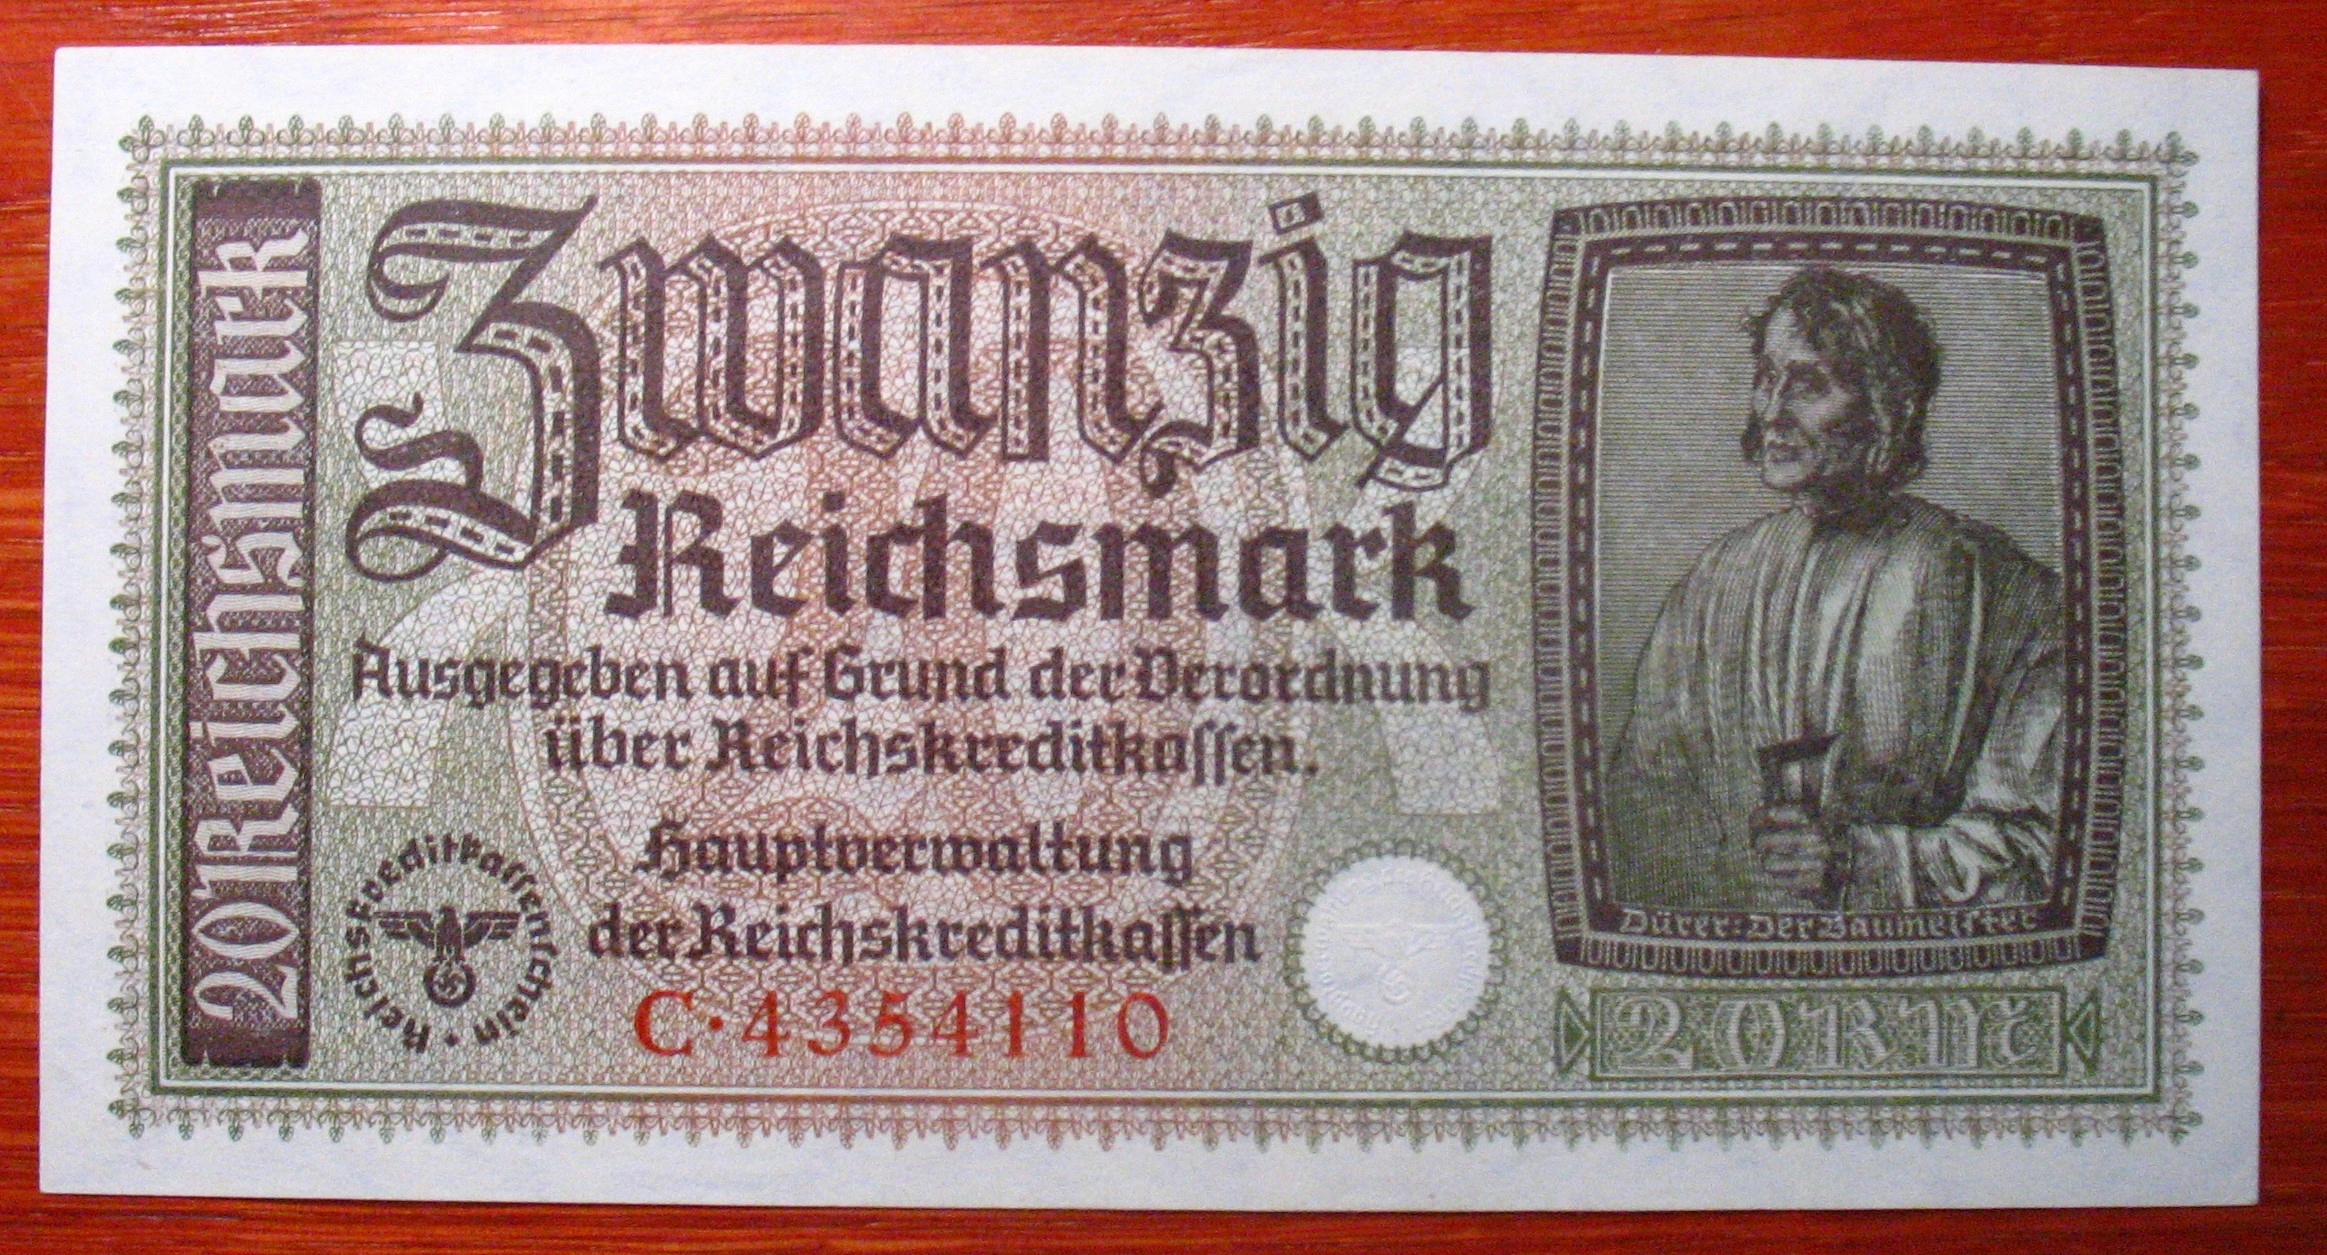 20 Reichsmark
Zwanzig
Reichsmark
Ausgegeben auf Grund der Verordnung
über Reichskreditkassen.
Hauptverwaltung
der Reichskreditkassen
Reichskreditkassenschein
C·4354110
Dürer: Der Baumeister
20 RM